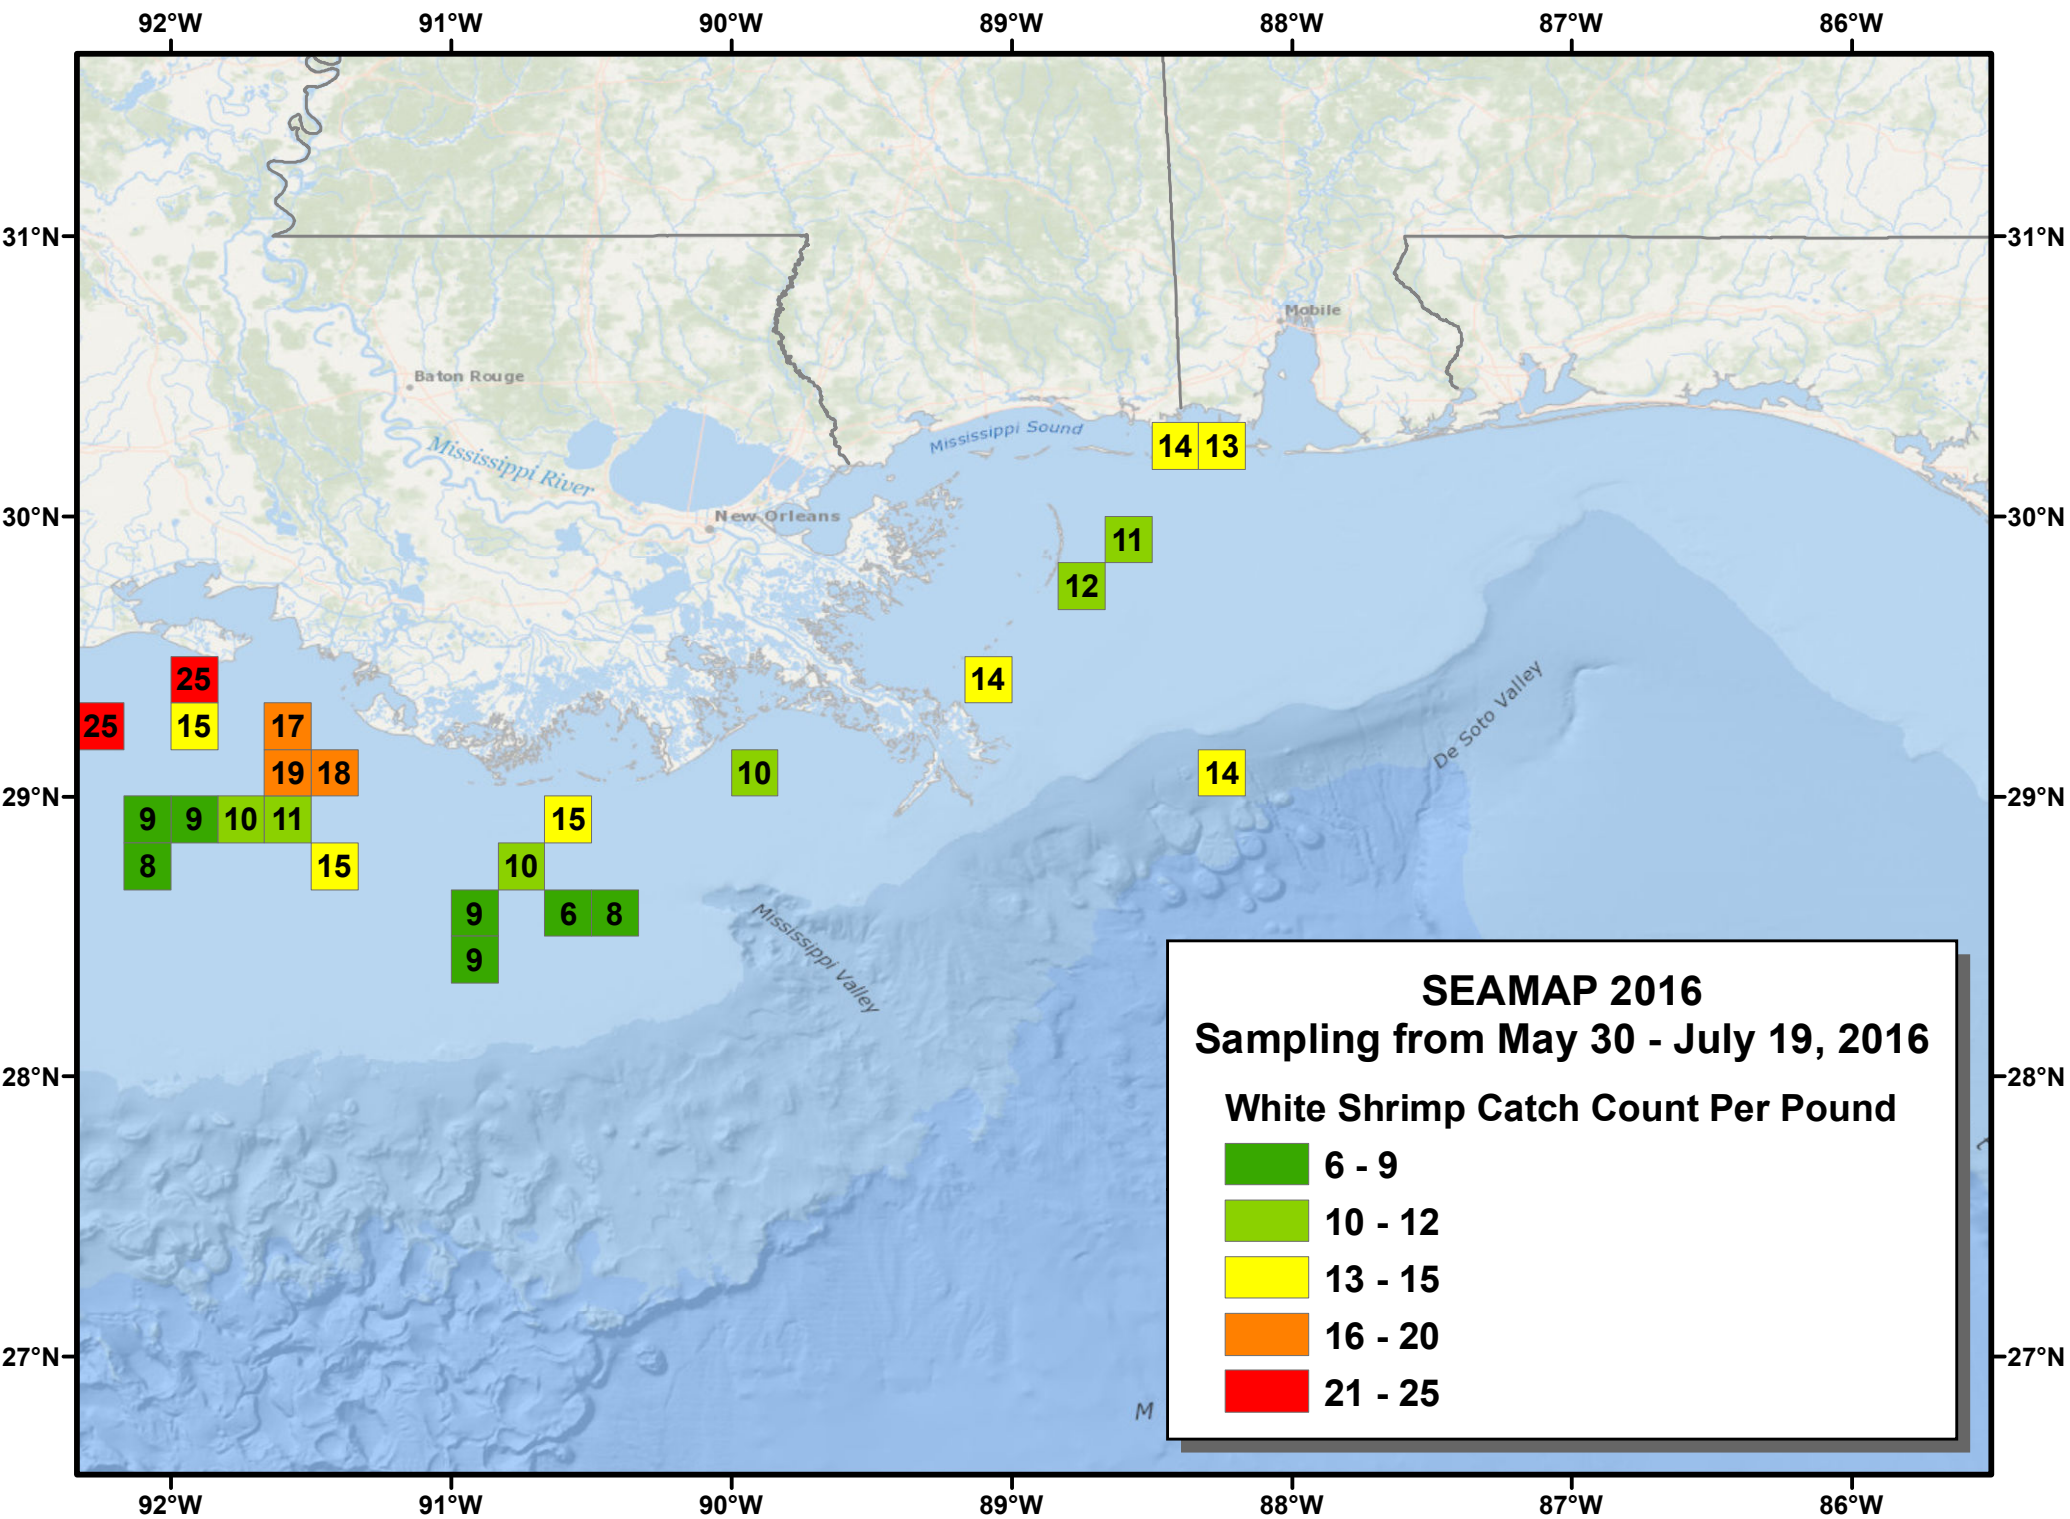 92°W 91°W 90°W 89°W 88°W 87°W 86°W
31°N 31°N
Mobile
Baton Rouge
Mississippi Sound
Mississippi River
14 13
30°N New Orleans 30°N
11
12
25 14
De Soto Valley
25 15 17
19 18 10 14
29°N 29°N
9 9 10 11 15
8 15 10
9 6 8
Mississippi Valley
9
SEAMAP 2016
Sampling from May 30 - July 19, 2016
28°N 28°N
White Shrimp Catch Count Per Pound
6 - 9
10 - 12
13 - 15
16 - 20
27°N 27°N
21 - 25
M
92°W 91°W 90°W 89°W 88°W 87°W 86°W